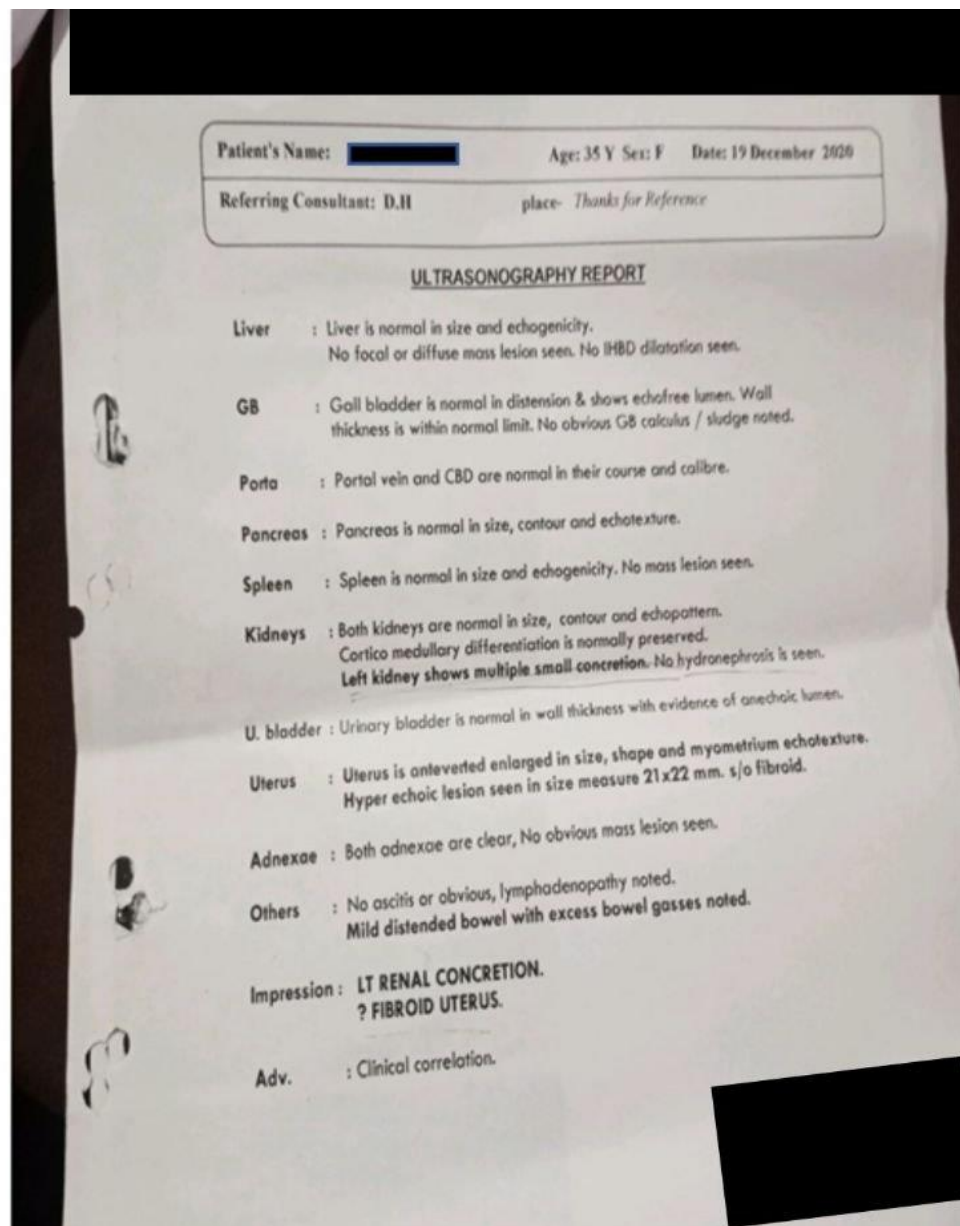 Patient's Name: Age: 35 Y Sex: F Date: 19 December 2020
Referring Consultant: D.H place- Thanks for Reference
ULTRASONOGRAPHY REPORT
Liver : Liver is normal in size and echogenicity.
No focal or diffuse mass lesion seen. No IHBD dilatation seen.
GB : Gall bladder is normal in distension & shows echofree lumen. Wall
thickness is within normal limit. No obvious GB calculus / sludge noted.
Porta : Portal vein and CBD are normal in their course and calibre.
Pancreas : Pancreas is normal in size, contour and echotexture.
Spleen : Spleen is normal in size and echogenicity. No mass lesion seen.
Kidneys : Both kidneys are normal in size, contour and echopattern.
Cortico medullary differentiation is normally preserved.
Left kidney shows multiple small concretion. No hydronephrosis is seen.
U. bladder : Urinary bladder is normal in wall thickness with evidence of anechoic lumen.
Uterus : Uterus is anteverted enlarged in size, shape and myometrium echotexture.
Hyper echoic lesion seen in size measure 21x22 mm. s/o fibroid.
Adnexae : Both adnexae are clear, No obvious mass lesion seen.
Others : No ascitis or obvious, lymphadenopathy noted.
Mild distended bowel with excess bowel gasses noted.
Impression : LT RENAL CONCRETION.
? FIBROID UTERUS.
Adv. : Clinical correlation.